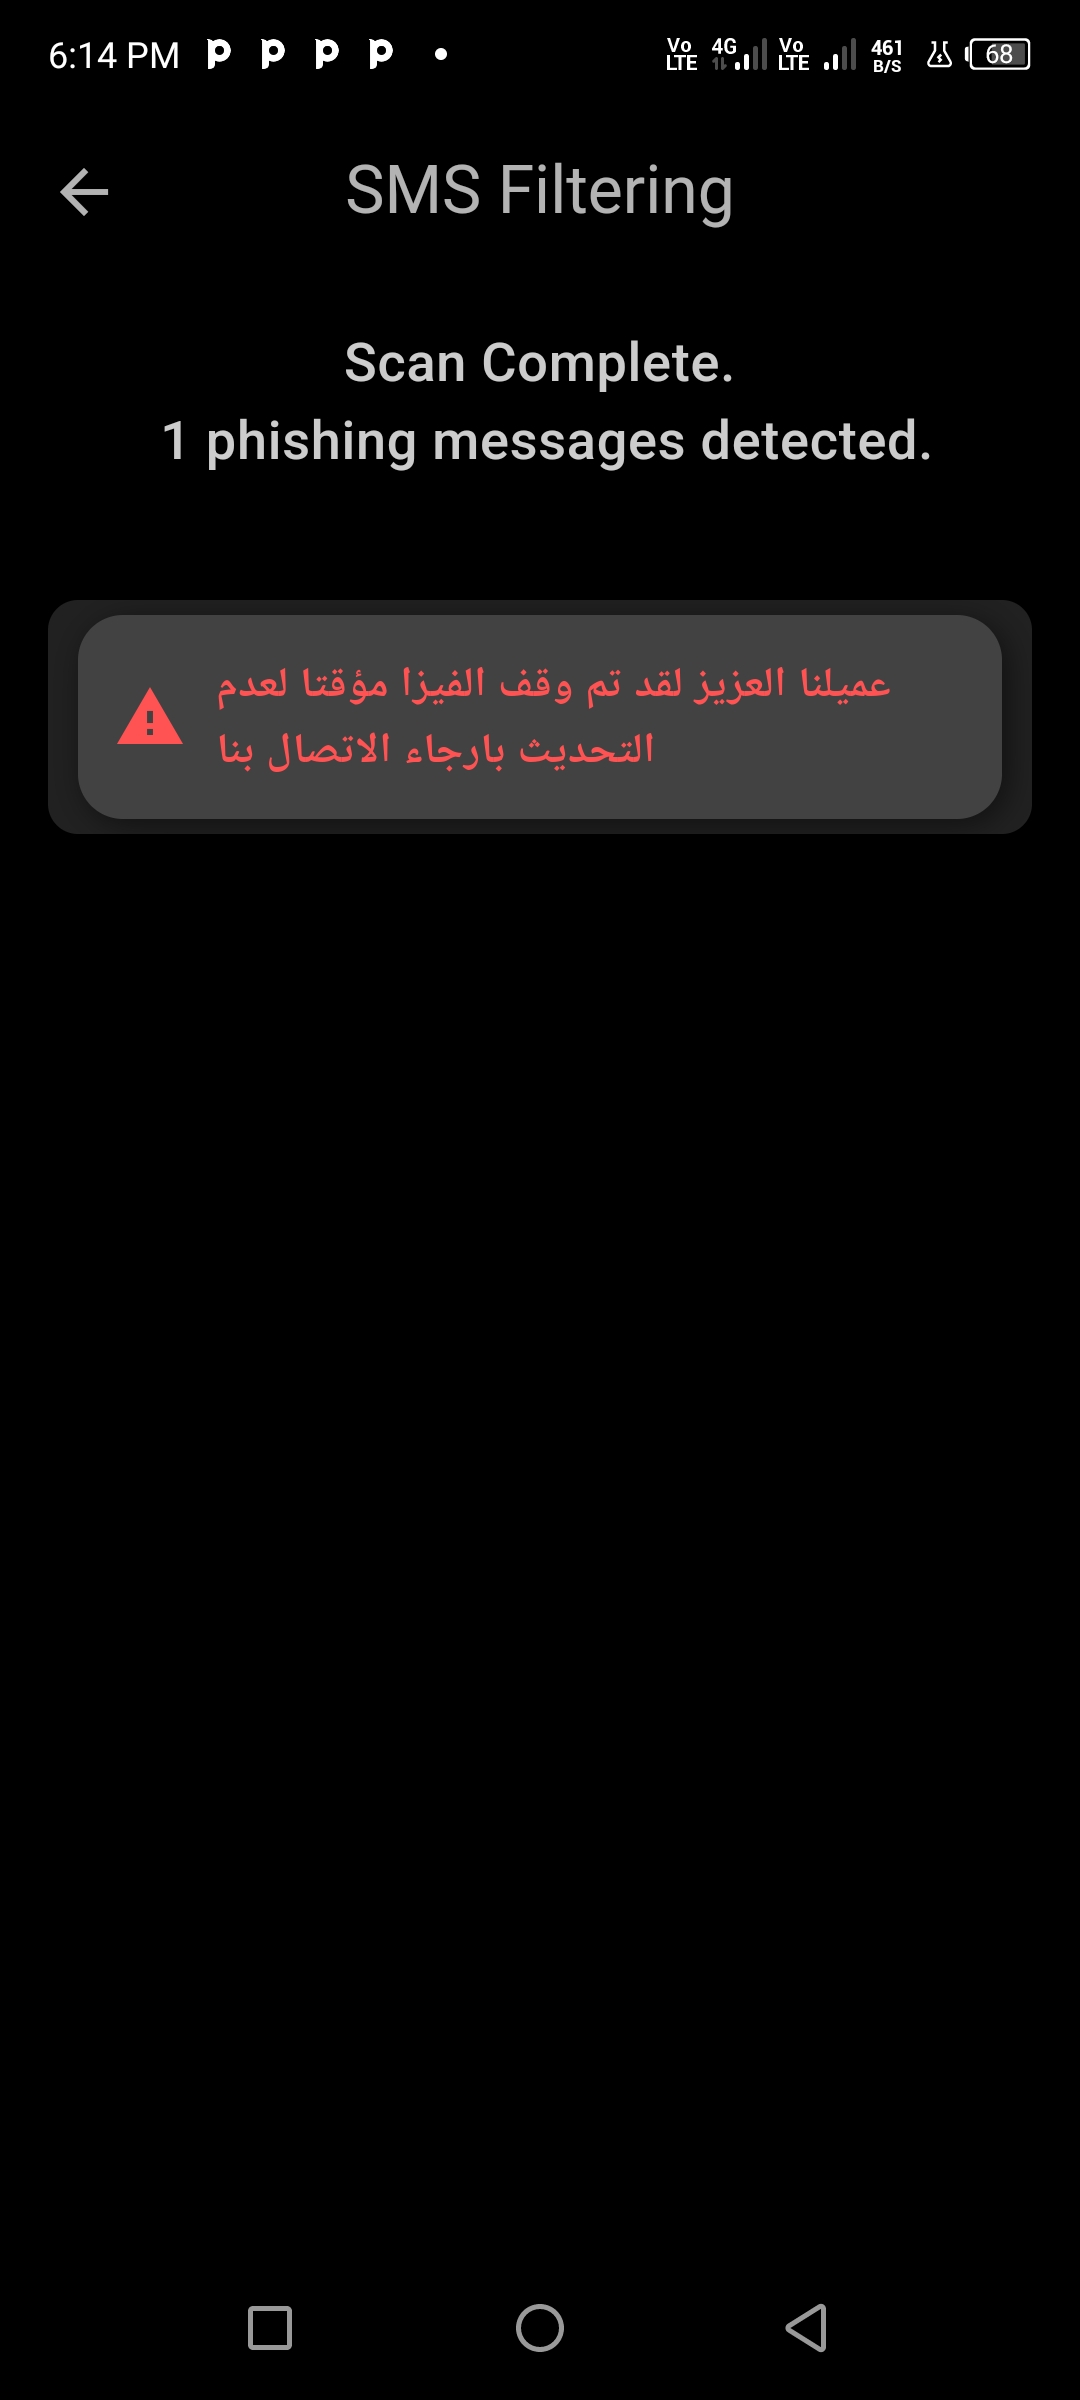 6:14 PM
Vo LTE 4G Vo LTE 461 B/S 68
SMS Filtering
Scan Complete.
1 phishing messages detected.
عميلنا العزيز لقد تم وقف الفيزا مؤقتا لعدم
التحديث بارجاء الاتصال بنا